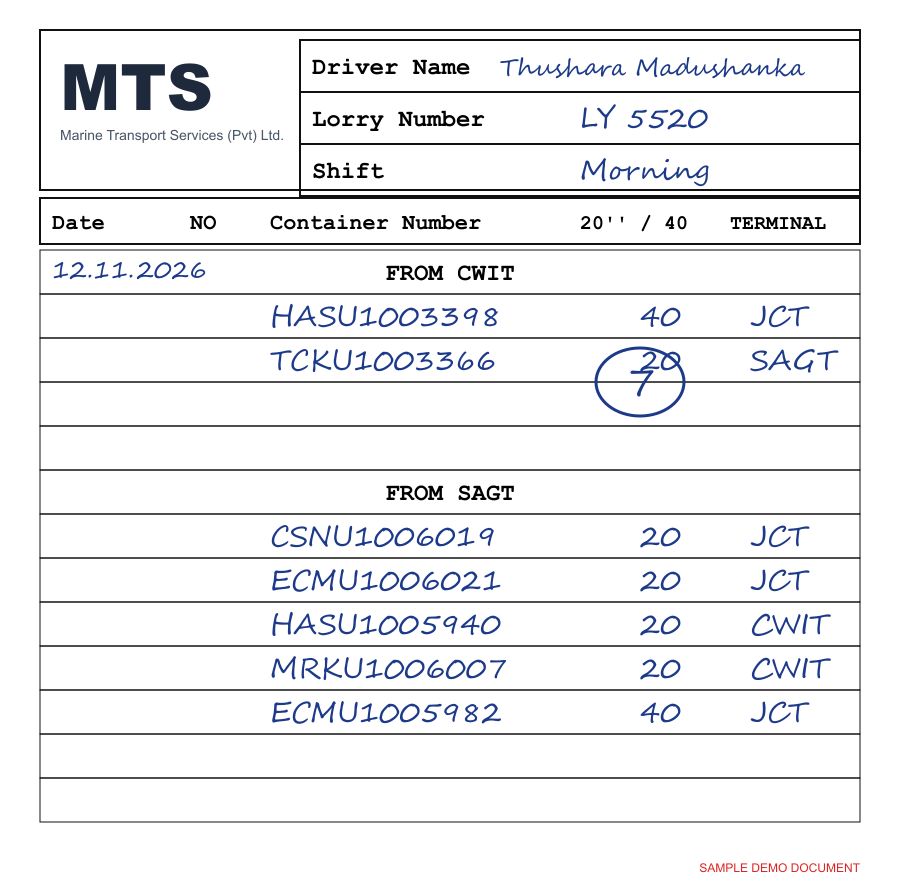 MTS
Marine Transport Services (Pvt) Ltd.
Driver Name Thushara Madushanka
Lorry Number LY 5520
Shift Morning
Date NO Container Number 20'' / 40 TERMINAL
12.11.2026 FROM CWIT
HASU1003398 40 JCT
TCKU1003366 20 SAGT
7
FROM SAGT
CSNU1006019 20 JCT
ECMU1006021 20 JCT
HASU1005940 20 CWIT
MRKU1006007 20 CWIT
ECMU1005982 40 JCT
SAMPLE DEMO DOCUMENT